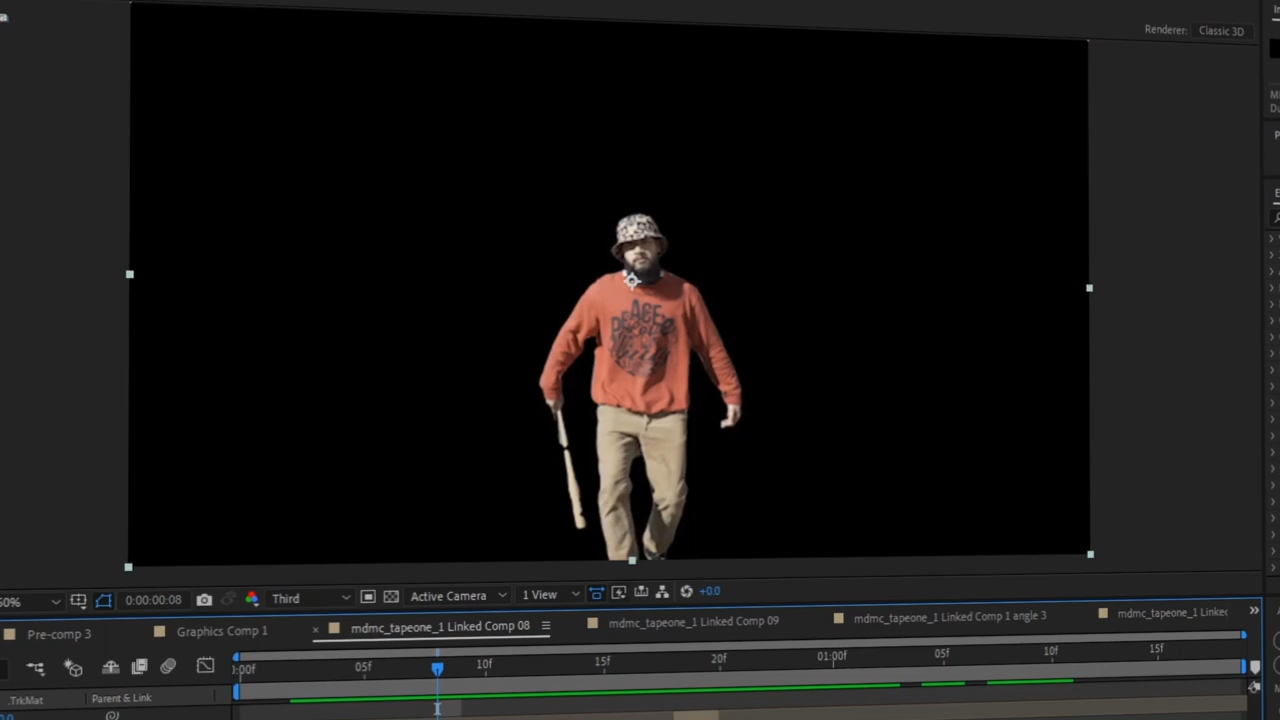 Renderer: Classic 3D
PEACE
0:00:00:08 Third Active Camera 1 View +0.0
Pre-comp 3 Graphics Comp 1 × mdmc_tapeone_1 Linked Comp 08 ≡ mdmc_tapeone_1 Linked Comp 09 mdmc_tapeone_1 Linked Comp 1 angle 3 mdmc_tapeone_1 Linked »
05f 10f 15f 20f 01:00f 05f 10f 15f
.TrkMat Parent & Link